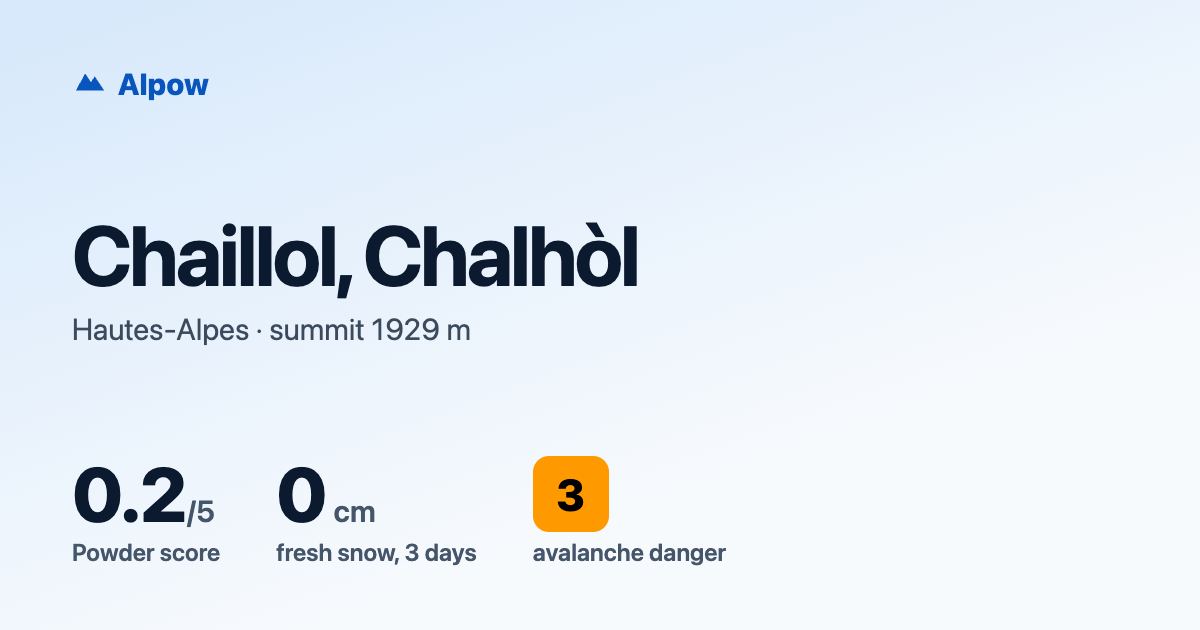 Alpow
Chaillol, Chalhòl
Hautes-Alpes · summit 1929 m
0.2/5
Powder score
0 cm
fresh snow, 3 days
3
avalanche danger